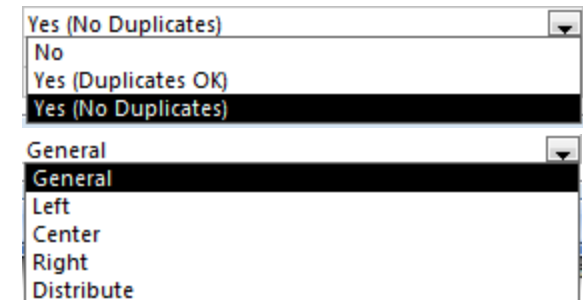 Yes (No Duplicates)
No
Yes (Duplicates OK)
Yes (No Duplicates)
General
General
Left
Center
Right
Distribute